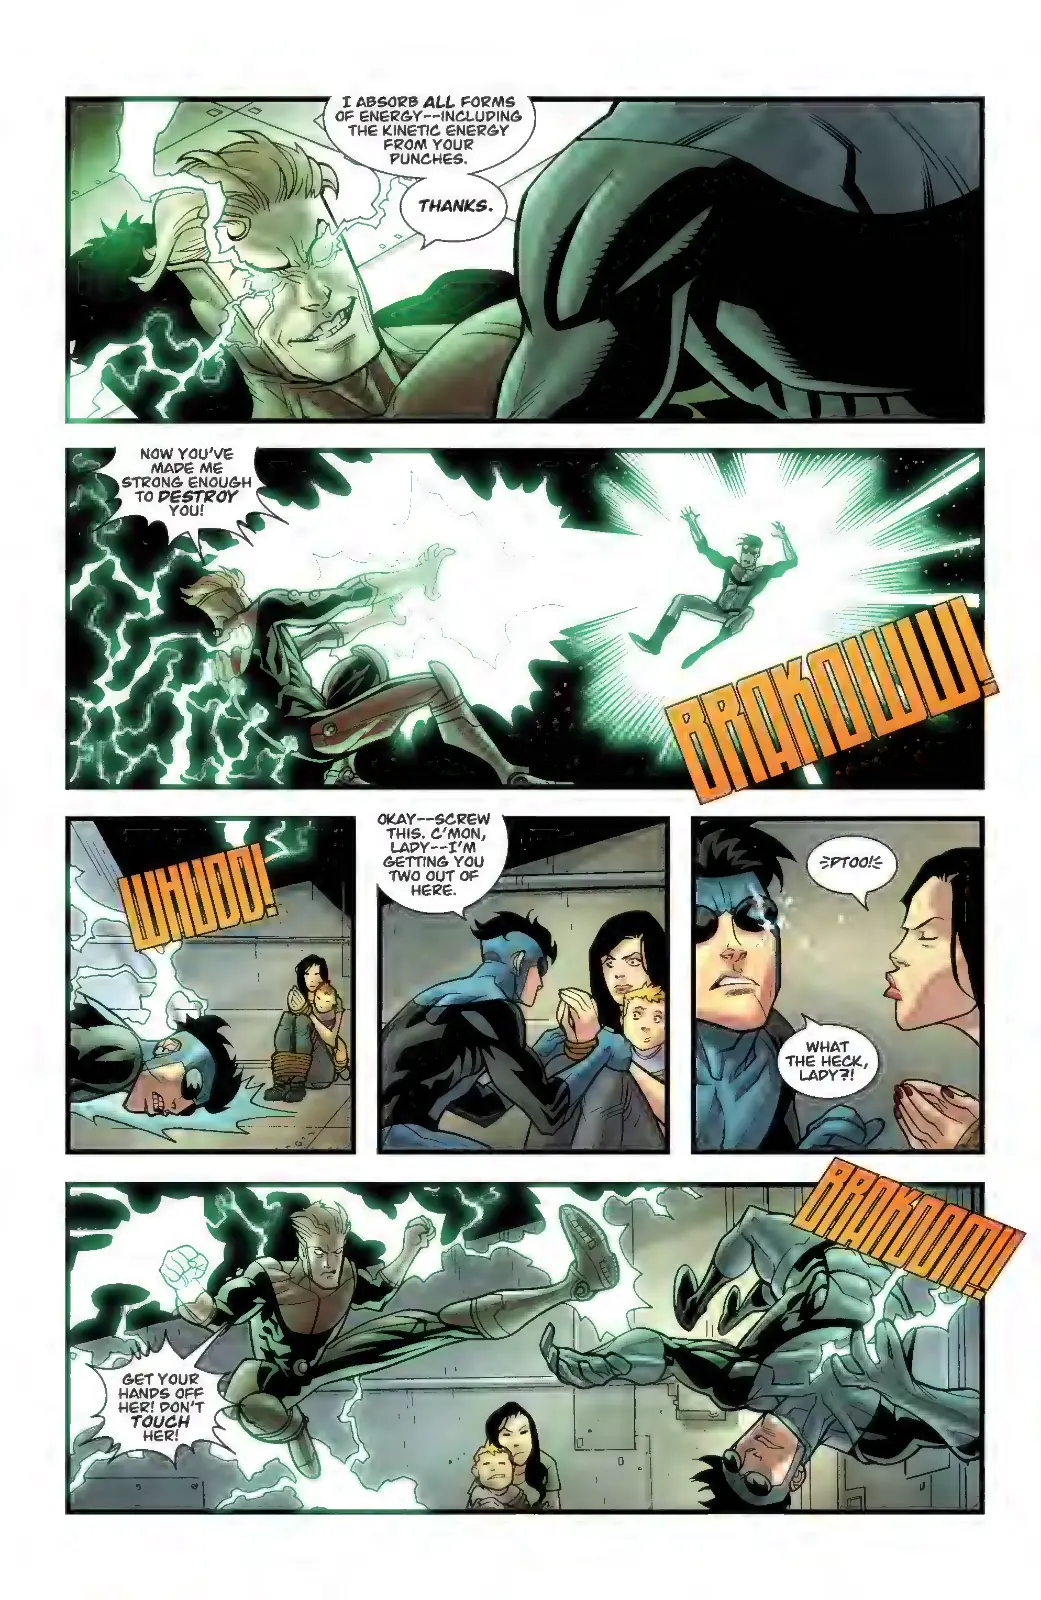 I ABSORB ALL FORMS
OF ENERGY--INCLUDING
THE KINETIC ENERGY
FROM YOUR
PUNCHES.
THANKS.
NOW YOU'VE
MADE ME
STRONG ENOUGH
TO DESTROY
YOU!
BRAKOWW!
WHUDD!
OKAY--SCREW
THIS. C'MON,
LADY--I'M
GETTING YOU
TWO OUT OF
HERE.
PTOO!
WHAT
THE HECK,
LADY?!
BRAKOOM!!
GET YOUR
HANDS OFF
HER! DON'T
TOUCH
HER!